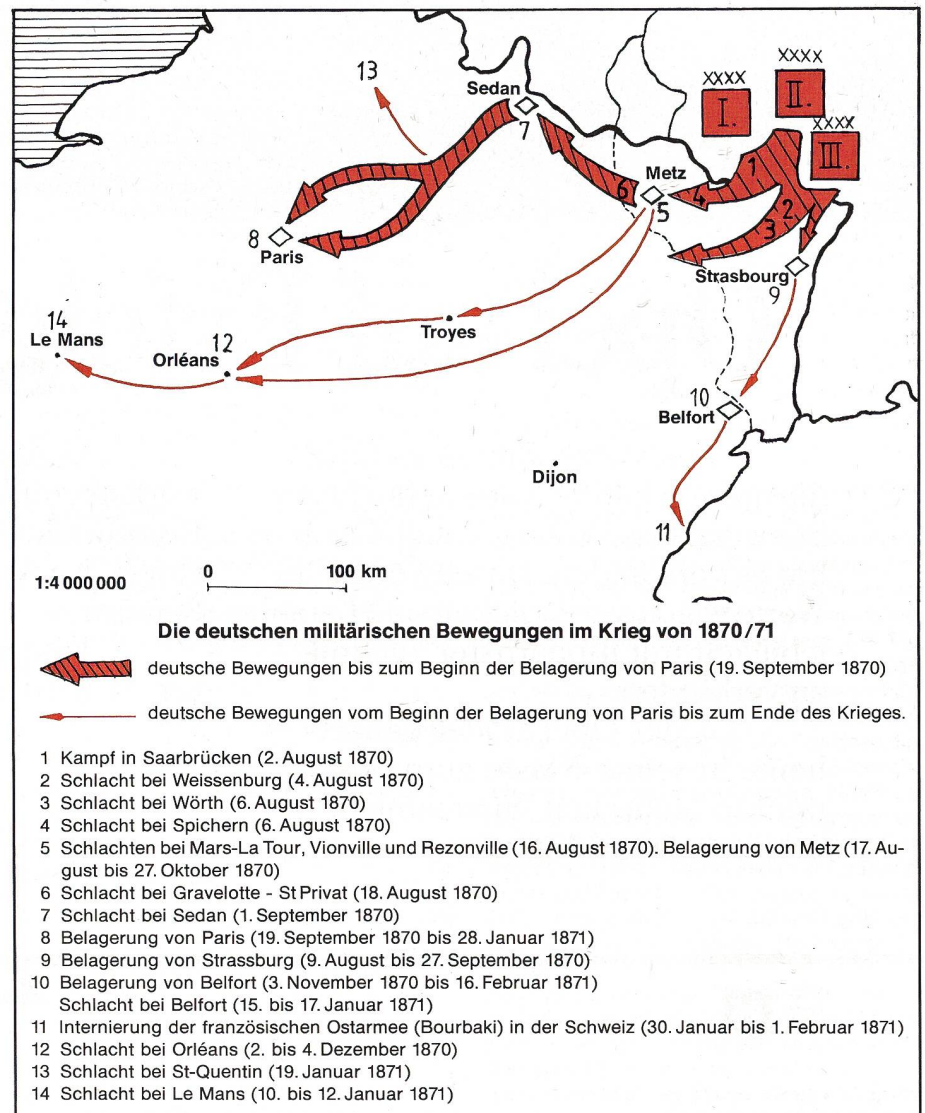 13
XXXX
XXXX
Sedan
I.
II.
XXXX
7
III.
Metz
1
6
4
5
2
3
8
Paris
Strasbourg
9
14
Le Mans
12
Orléans
Troyes
10
Belfort
Dijon
11
1:4 000 000
0 100 km
Die deutschen militärischen Bewegungen im Krieg von 1870/71
deutsche Bewegungen bis zum Beginn der Belagerung von Paris (19. September 1870)
deutsche Bewegungen vom Beginn der Belagerung von Paris bis zum Ende des Krieges.
1 Kampf in Saarbrücken (2. August 1870)
2 Schlacht bei Weissenburg (4. August 1870)
3 Schlacht bei Wörth (6. August 1870)
4 Schlacht bei Spichern (6. August 1870)
5 Schlachten bei Mars-La Tour, Vionville und Rezonville (16. August 1870). Belagerung von Metz (17. Au-
gust bis 27. Oktober 1870)
6 Schlacht bei Gravelotte - St Privat (18. August 1870)
7 Schlacht bei Sedan (1. September 1870)
8 Belagerung von Paris (19. September 1870 bis 28. Januar 1871)
9 Belagerung von Strassburg (9. August bis 27. September 1870)
10 Belagerung von Belfort (3. November 1870 bis 16. Februar 1871)
Schlacht bei Belfort (15. bis 17. Januar 1871)
11 Internierung der französischen Ostarmee (Bourbaki) in der Schweiz (30. Januar bis 1. Februar 1871)
12 Schlacht bei Orléans (2. bis 4. Dezember 1870)
13 Schlacht bei St-Quentin (19. Januar 1871)
14 Schlacht bei Le Mans (10. bis 12. Januar 1871)